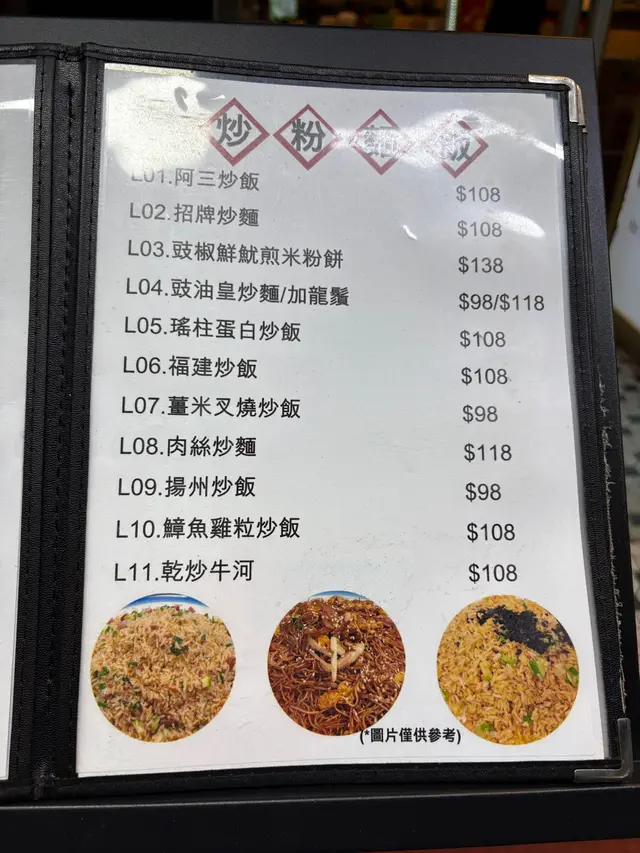 炒粉麵飯
L01.阿三炒飯 $108
L02.招牌炒麵 $108
L03.豉椒鮮魷煎米粉餅 $138
L04.豉油皇炒麵/加龍鬚 $98/$118
L05.瑤柱蛋白炒飯 $108
L06.福建炒飯 $108
L07.薑米叉燒炒飯 $98
L08.肉絲炒麵 $118
L09.揚州炒飯 $98
L10.鱆魚雞粒炒飯 $108
L11.乾炒牛河 $108
(*圖片僅供參考)